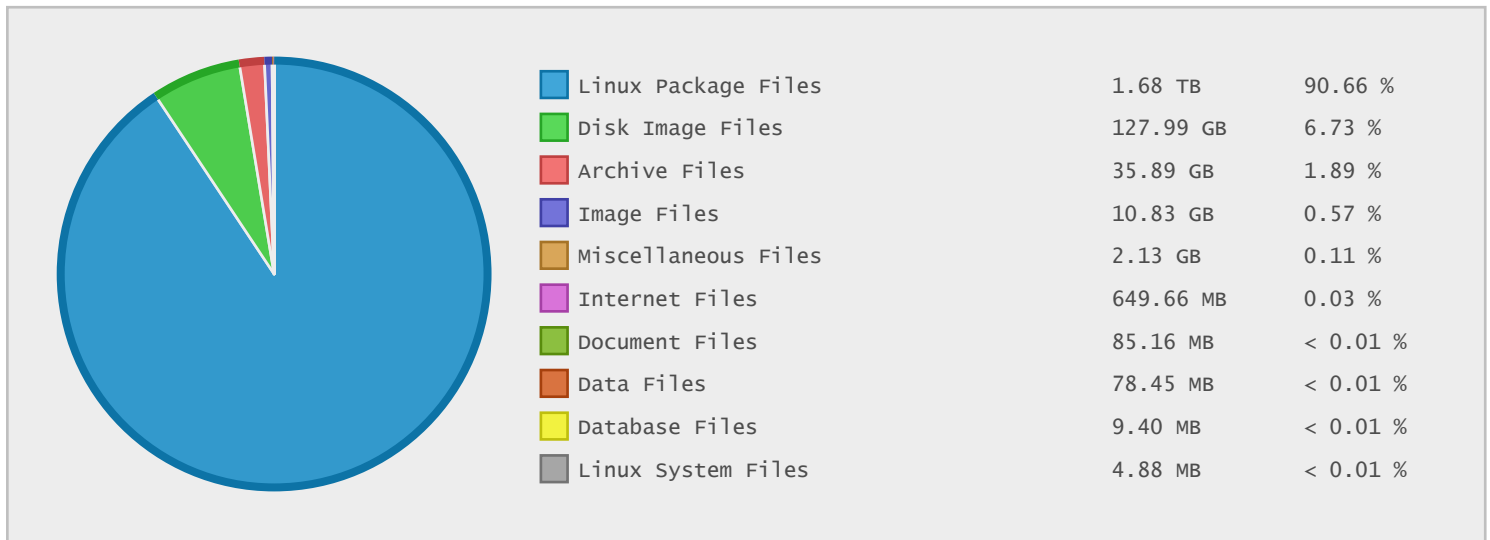 Linux Package Files 1.68 TB 90.66 %
Disk Image Files 127.99 GB 6.73 %
Archive Files 35.89 GB 1.89 %
Image Files 10.83 GB 0.57 %
Miscellaneous Files 2.13 GB 0.11 %
Internet Files 649.66 MB 0.03 %
Document Files 85.16 MB < 0.01 %
Data Files 78.45 MB < 0.01 %
Database Files 9.40 MB < 0.01 %
Linux System Files 4.88 MB < 0.01 %